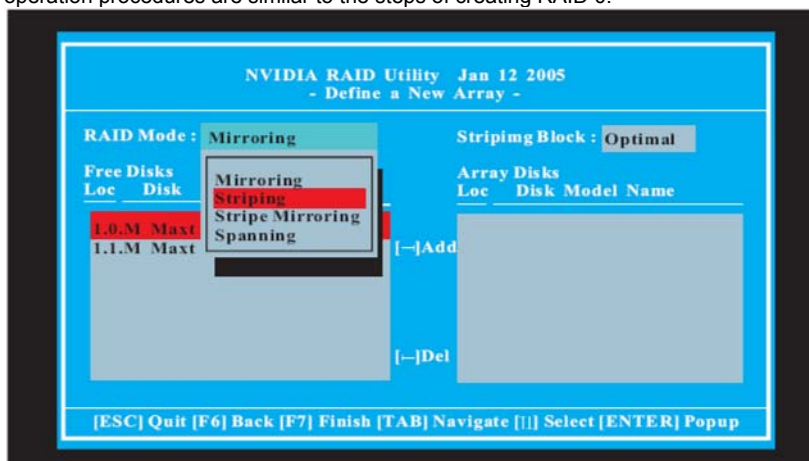 operation procedures are similar to the steps of creating RAID 0.
NVIDIA RAID Utility Jan 12 2005
- Define a New Array -
RAID Mode : Mirroring
Stripimg Block : Optimal
Free Disks
Loc Disk
Array Disks
Loc Disk Model Name
Mirroring
Striping
Stripe Mirroring
Spanning
1.0.M Maxt
1.1.M Maxt
[→]Add
[←]Del
[ESC] Quit [F6] Back [F7] Finish [TAB] Navigate [↑↓] Select [ENTER] Popup